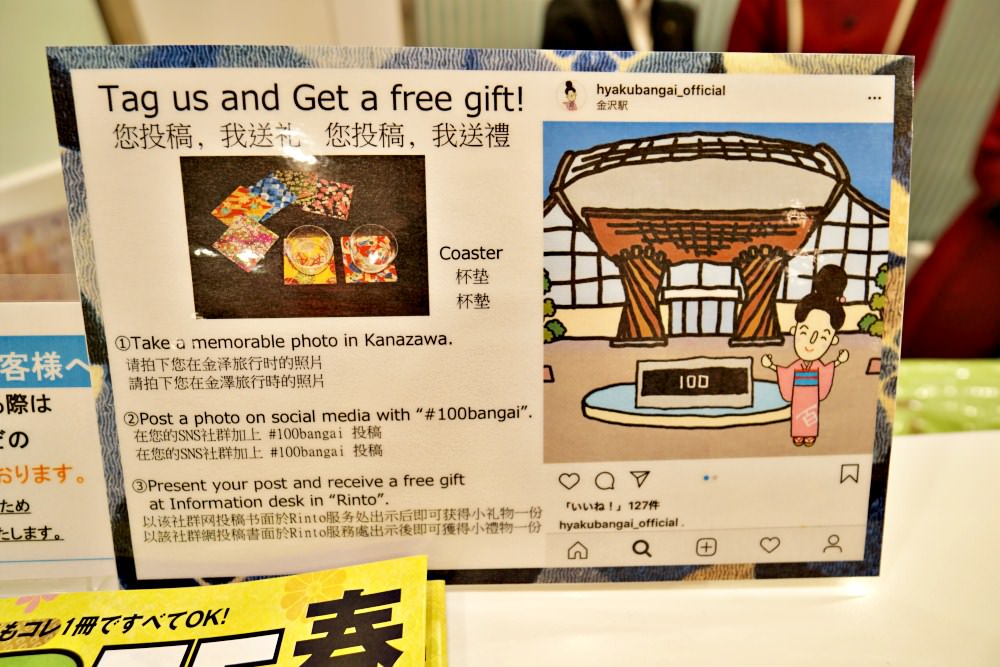 Tag us and Get a free gift!
您投稿，我送礼　您投稿，我送禮
Coaster
杯垫
杯墊
①Take a memorable photo in Kanazawa.
请拍下您在金泽旅行时的照片
請拍下您在金澤旅行時的照片
②Post a photo on social media with “#100bangai”.
在您的SNS社群加上 #100bangai 投稿
在您的SNS社群加上 #100bangai 投稿
③Present your post and receive a free gift
at Information desk in “Rinto”.
以该社群网投稿书面於Rinto服务处出示后即可获得小礼物一份
以該社群網投稿書面於Rinto服務處出示後即可獲得小禮物一份
hyakubangai_official
金沢駅
100
百
「いいね！」127件
hyakubangai_official .
客様へ
際は
の
おります。
ため
たします。
もコレ1冊ですべてOK!
春